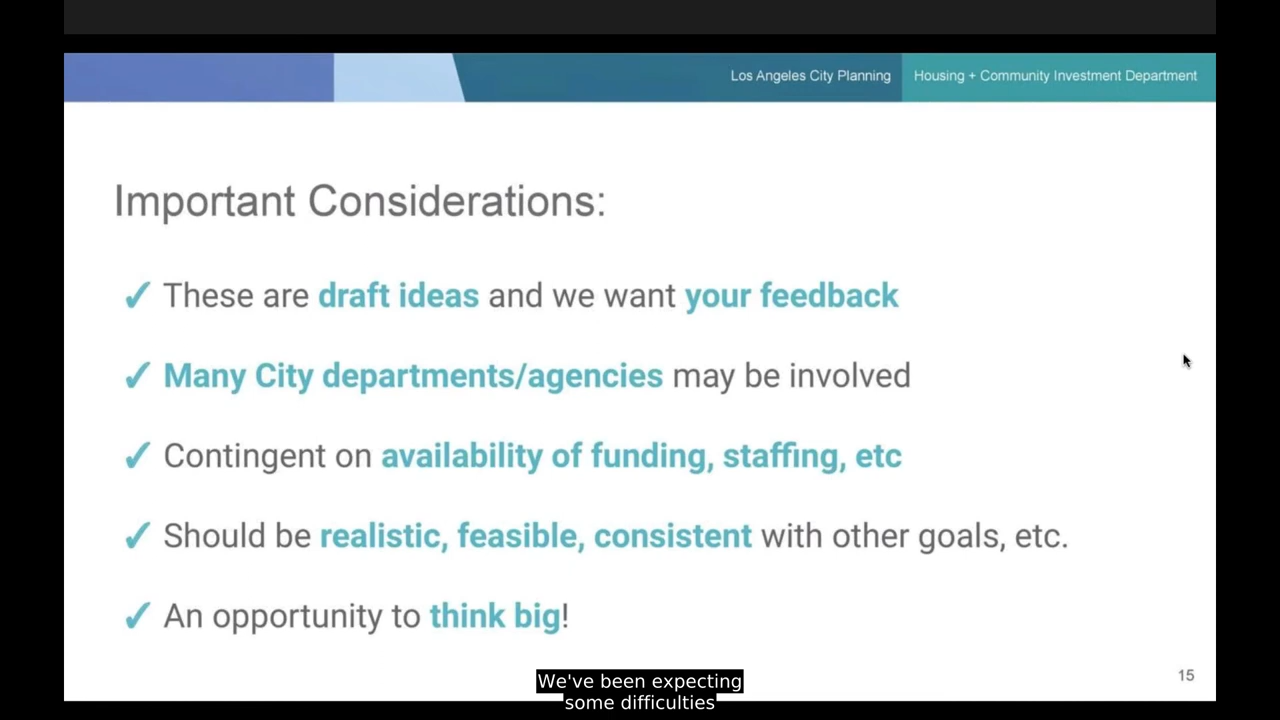 Los Angeles City Planning
Housing + Community Investment Department
Important Considerations:
✓ These are draft ideas and we want your feedback
✓ Many City departments/agencies may be involved
✓ Contingent on availability of funding, staffing, etc
✓ Should be realistic, feasible, consistent with other goals, etc.
✓ An opportunity to think big!
15
We've been expecting
some difficulties